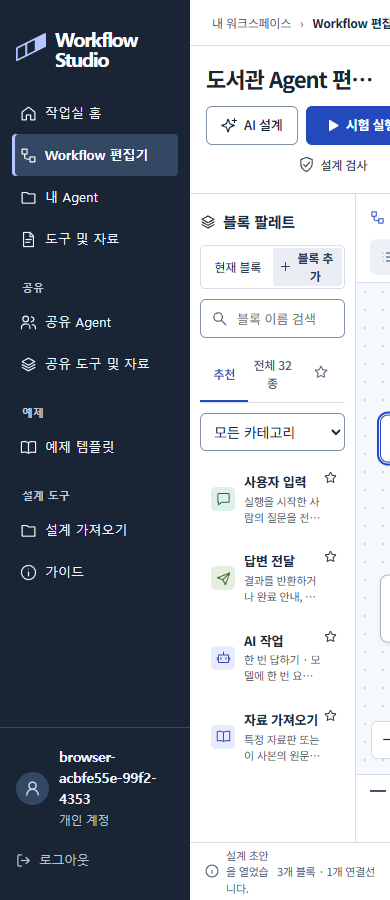 Workflow
Studio
작업실 홈
Workflow 편집기
내 Agent
도구 및 자료
공유
공유 Agent
공유 도구 및 자료
예제
예제 템플릿
설계 도구
설계 가져오기
가이드
browser-
acbfe55e-99f2-
4353
개인 계정
로그아웃
내 워크스페이스 › Workflow 편집
도서관 Agent 편…
AI 설계
시험 실행
설계 검사
블록 팔레트
현재 블록
블록 추
가
블록 이름 검색
추천
전체 32
종
모든 카테고리
사용자 입력
실행을 시작한 사
람의 질문을 전…
답변 전달
결과를 반환하거
나 완료 안내, …
AI 작업
한 번 답하기 · 모
델에 한 번 요…
자료 가져오기
특정 자료판 또는
이 사본의 원문…
설계 초안
을 열었습
니다.
3개 블록 · 1개 연결선